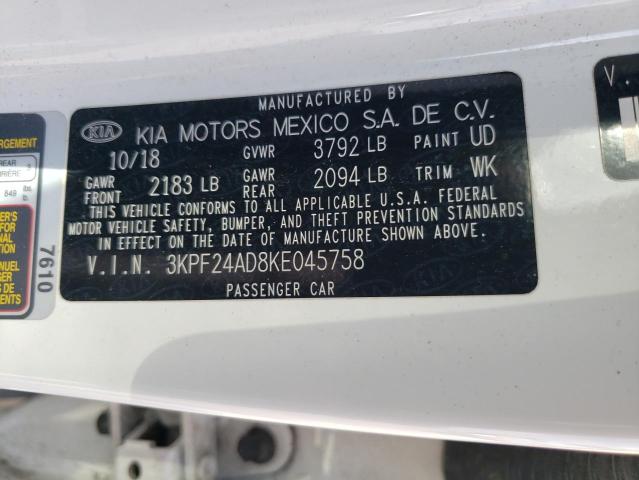 MANUFACTURED BY
KIA KIA MOTORS MEXICO S.A. DE C.V.
10/18 GVWR 3792 LB PAINT UD
GAWR FRONT 2183 LB GAWR REAR 2094 LB TRIM WK
THIS VEHICLE CONFORMS TO ALL APPLICABLE U.S.A. FEDERAL
MOTOR VEHICLE SAFETY, BUMPER, AND THEFT PREVENTION STANDARDS
IN EFFECT ON THE DATE OF MANUFACTURE SHOWN ABOVE.
V.I.N. 3KPF24AD8KE045758
PASSENGER CAR
7610